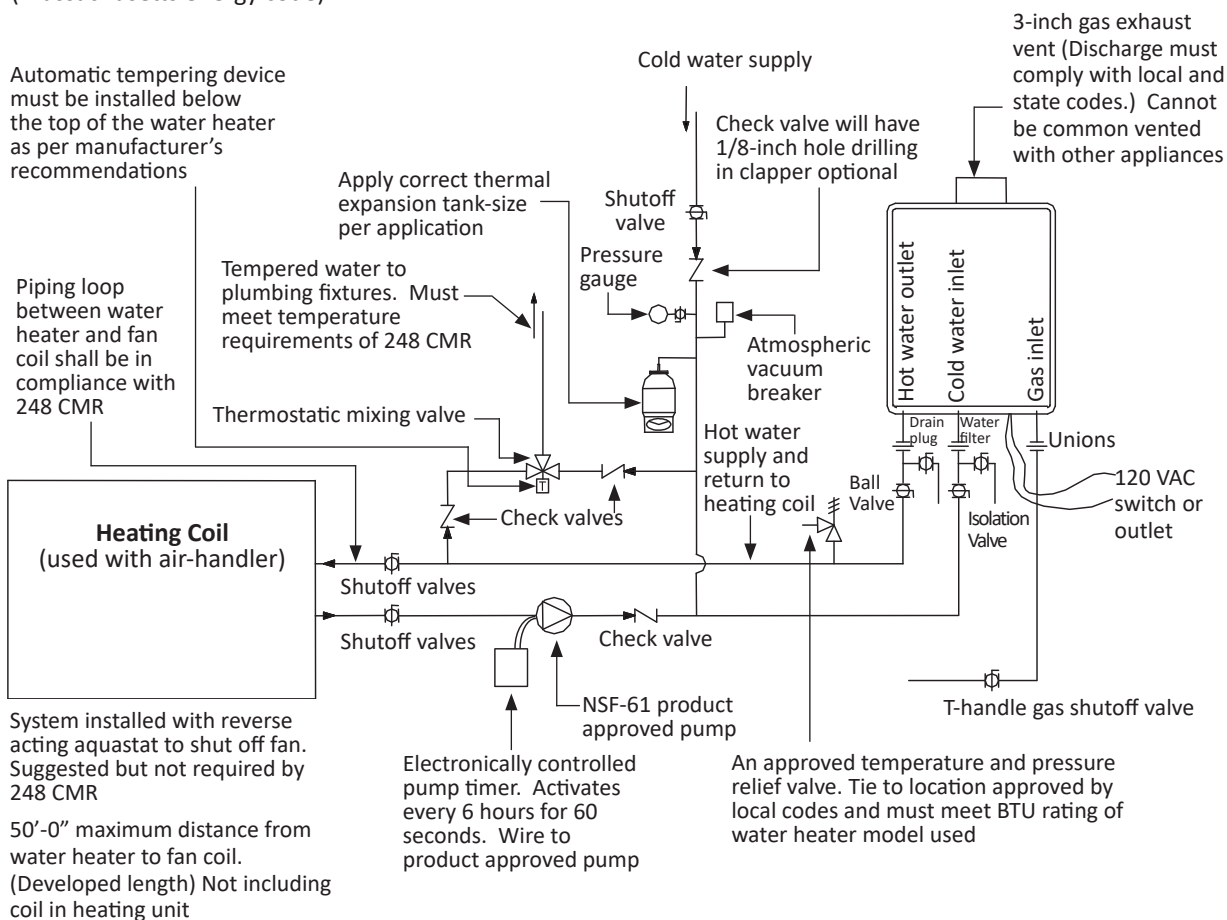 Cold water supply
3-inch gas exhaust
vent (Discharge must
comply with local and
state codes.)  Cannot
be common vented
with other appliances
Automatic tempering device
must be installed below
the top of the water heater
as per manufacturer's
recommendations
Check valve will have
1/8-inch hole drilling
in clapper optional
Apply correct thermal
expansion tank-size
per application
Shutoff
valve
Pressure
gauge
Tempered water to
plumbing fixtures.  Must
meet temperature
requirements of 248 CMR
Piping loop
between water
heater and fan
coil shall be in
compliance with
248 CMR
Atmospheric
vacuum
breaker
Hot water outlet
Cold water inlet
Gas inlet
Thermostatic mixing valve
Hot water
supply and
return to
heating coil
Drain
plug
Water
filter
Unions
Ball
Valve
Isolation
Valve
120 VAC
switch or
outlet
T
Check valves
Heating Coil
(used with air-handler)
Shutoff valves
Shutoff valves
Check valve
NSF-61 product
approved pump
T-handle gas shutoff valve
System installed with reverse
acting aquastat to shut off fan.
Suggested but not required by
248 CMR
Electronically controlled
pump timer.  Activates
every 6 hours for 60
seconds.  Wire to
product approved pump
An approved temperature and pressure
relief valve. Tie to location approved by
local codes and must meet BTU rating of
water heater model used
50'-0" maximum distance from
water heater to fan coil.
(Developed length) Not including
coil in heating unit